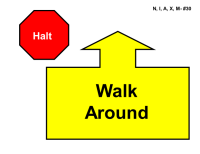 N, I, A, X, M- #30
Halt
Walk
Around